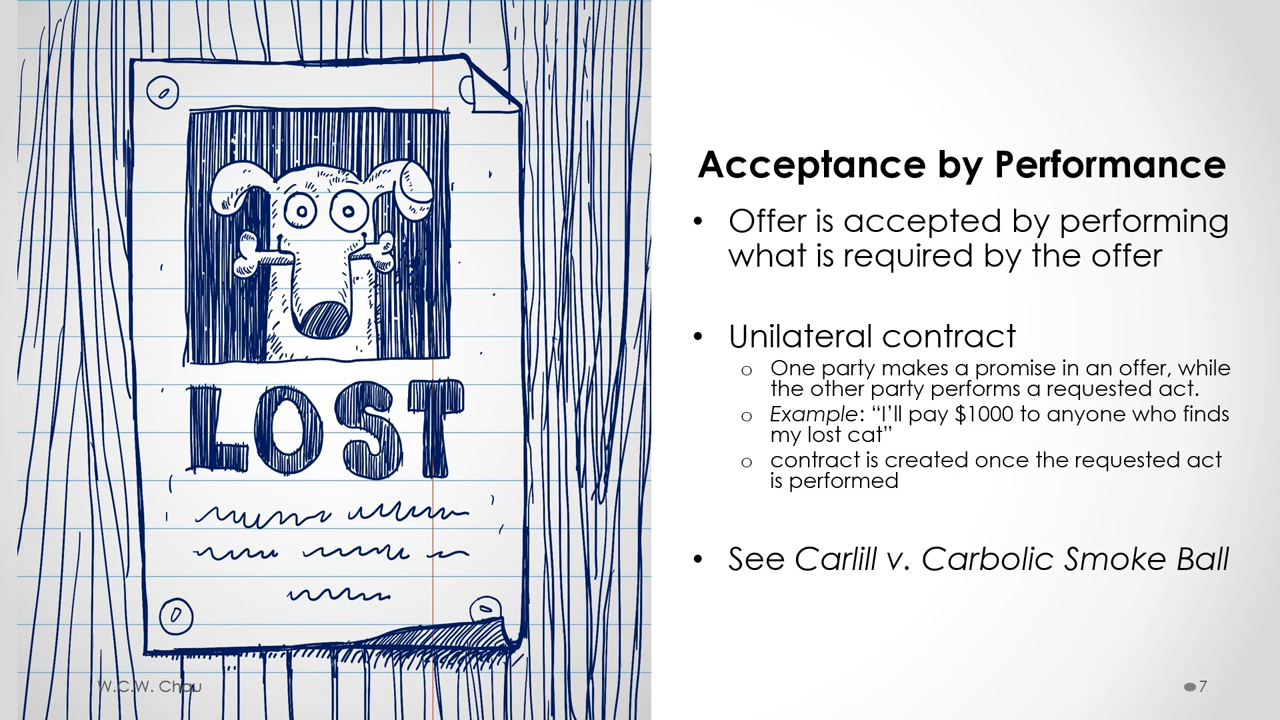 LOST
Acceptance by Performance
• Offer is accepted by performing
what is required by the offer
• Unilateral contract
o One party makes a promise in an offer, while
the other party performs a requested act.
o Example: “I’ll pay $1000 to anyone who finds
my lost cat”
o contract is created once the requested act
is performed
• See Carlill v. Carbolic Smoke Ball
W.C.W. Chau
7